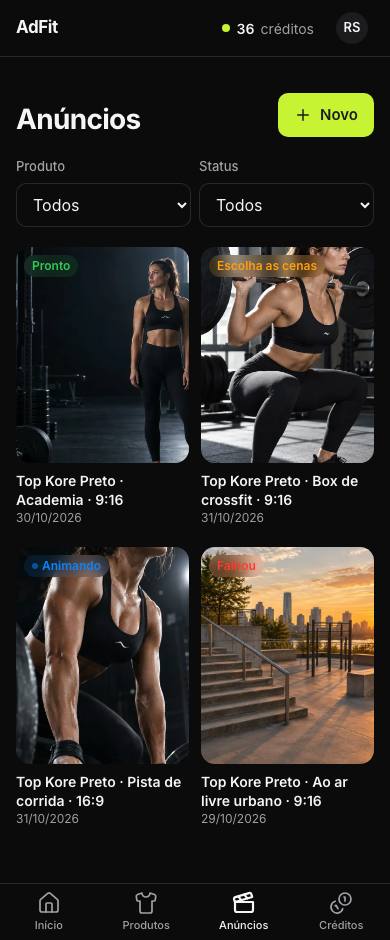 AdFit
36 créditos
RS
Anúncios
+ Novo
Produto
Status
Todos
Todos
Pronto
Escolha as cenas
Top Kore Preto ·
Academia · 9:16
30/10/2026
Top Kore Preto · Box de
crossfit · 9:16
31/10/2026
Animando
Falhou
Top Kore Preto · Pista de
corrida · 16:9
31/10/2026
Top Kore Preto · Ao ar
livre urbano · 9:16
29/10/2026
Início
Produtos
Anúncios
Créditos